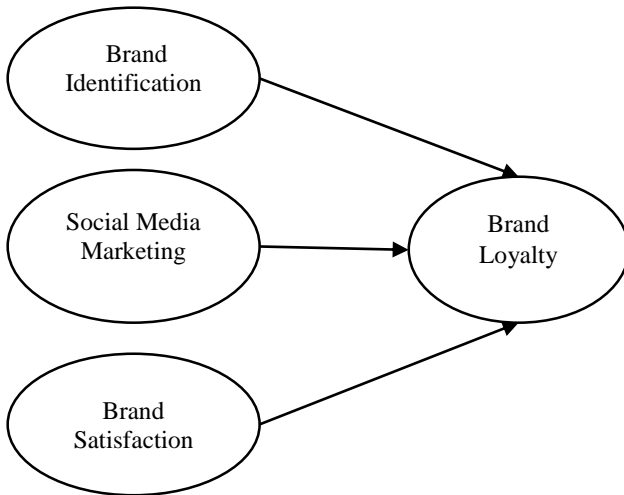 Brand
Identification
Social Media
Marketing
Brand
Loyalty
Brand
Satisfaction